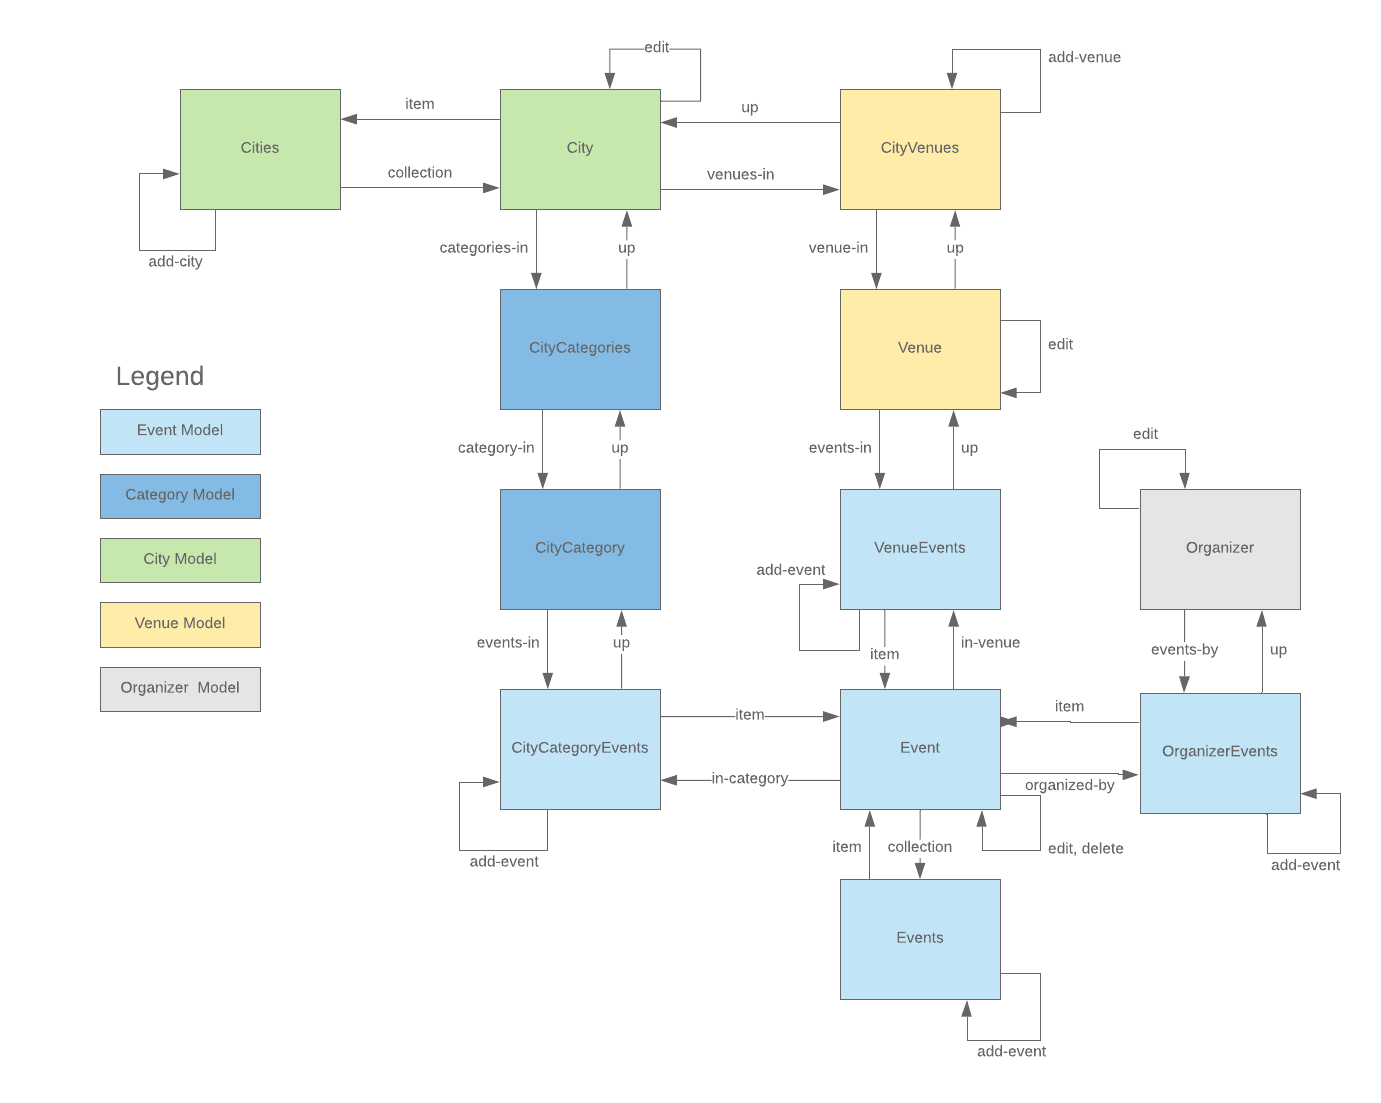 edit
add-venue
item
up
Cities
City
CityVenues
collection
venues-in
add-city
categories-in
up
venue-in
up
CityCategories
Venue
edit
Legend
Event Model
Category Model
City Model
Venue Model
Organizer  Model
category-in
up
events-in
up
edit
CityCategory
VenueEvents
Organizer
add-event
events-in
up
item
in-venue
events-by
up
CityCategoryEvents
item
Event
item
OrganizerEvents
in-category
organized-by
add-event
item
collection
edit, delete
add-event
Events
add-event